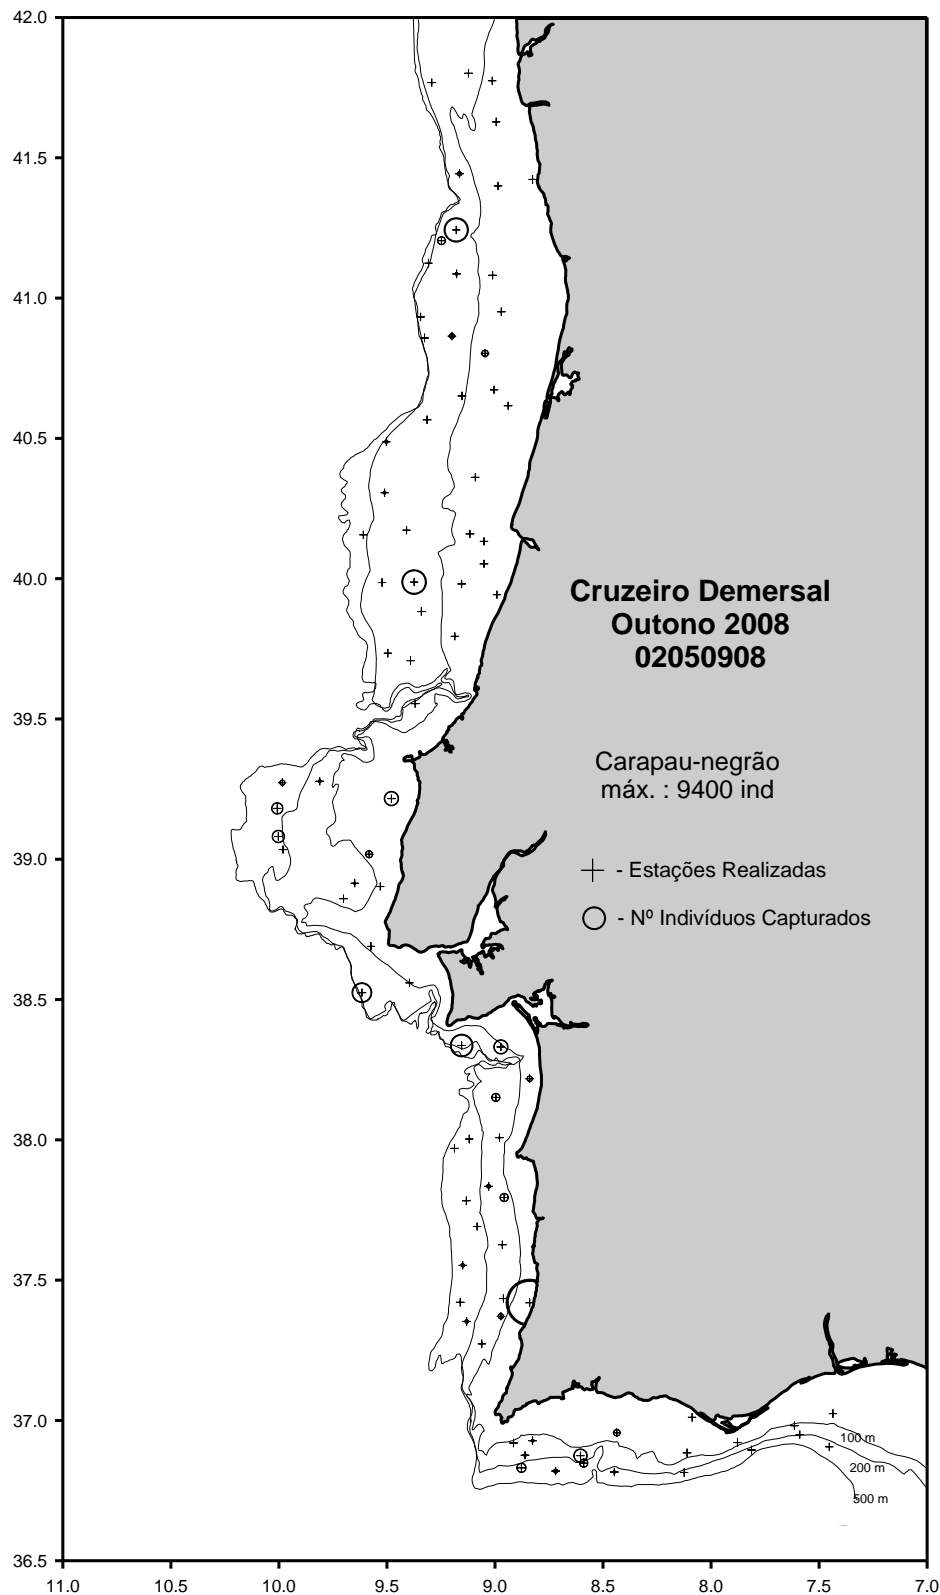 42.0
41.5
41.0
40.5
40.0
39.5
39.0
38.5
38.0
37.5
37.0
36.5
Cruzeiro Demersal
Outono 2008
02050908
Carapau-negrão
máx. : 9400 ind
- Estações Realizadas
- Nº Indivíduos Capturados
100 m
200 m
500 m
11.0 10.5 10.0 9.5 9.0 8.5 8.0 7.5 7.0